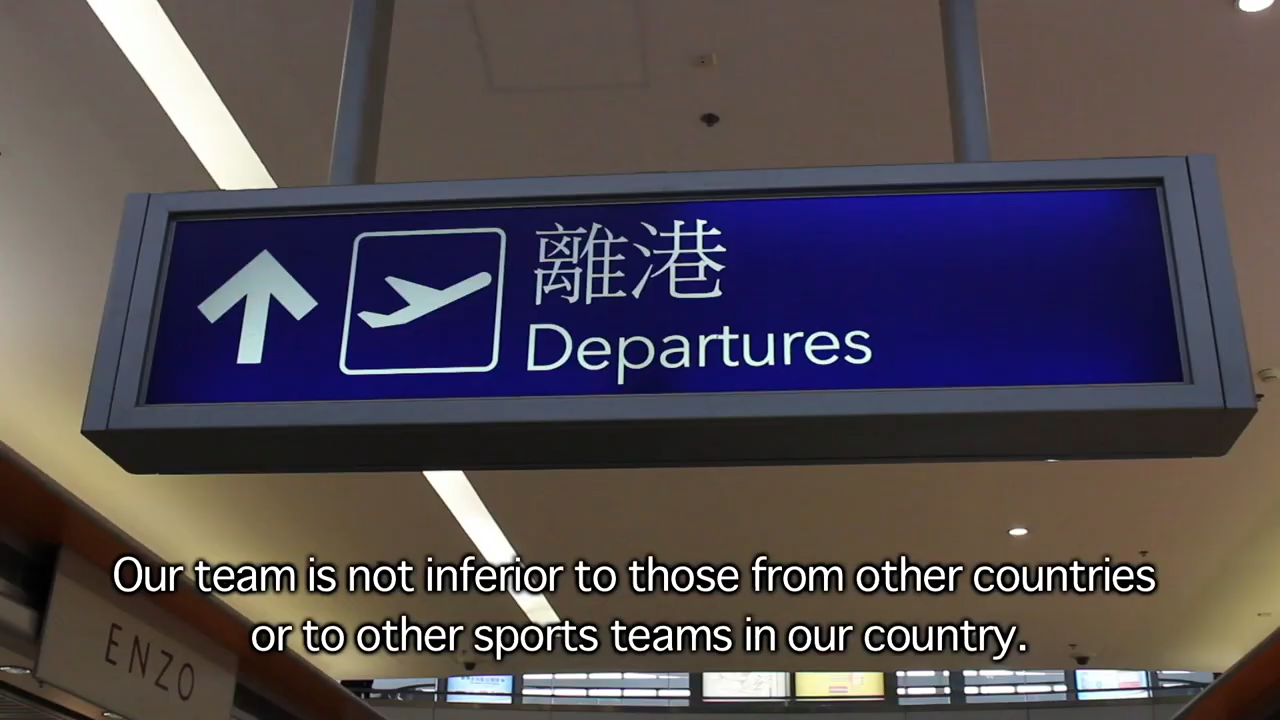 離港
Departures
Our team is not inferior to those from other countries
or to other sports teams in our country.
ENZO